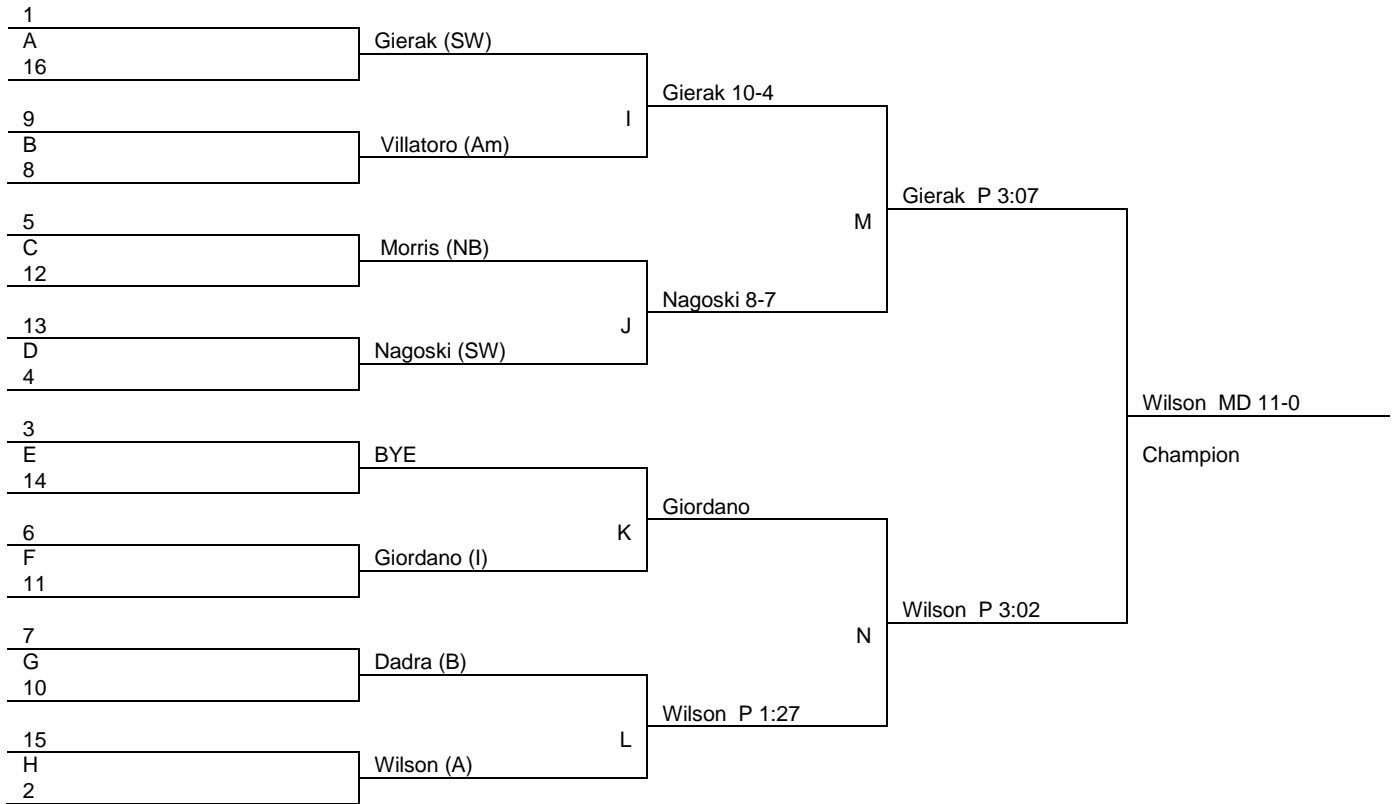 1
A
16
Gierak (SW)
Gierak 10-4
9
I
B
Villatoro (Am)
8
Gierak  P 3:07
5
M
C
Morris (NB)
12
Nagoski 8-7
13
J
D
Nagoski (SW)
4
Wilson  MD 11-0
3
E
BYE
Champion
14
Giordano
6
K
F
Giordano (I)
11
Wilson  P 3:02
7
N
G
Dadra (B)
10
Wilson  P 1:27
15
L
H
Wilson (A)
2